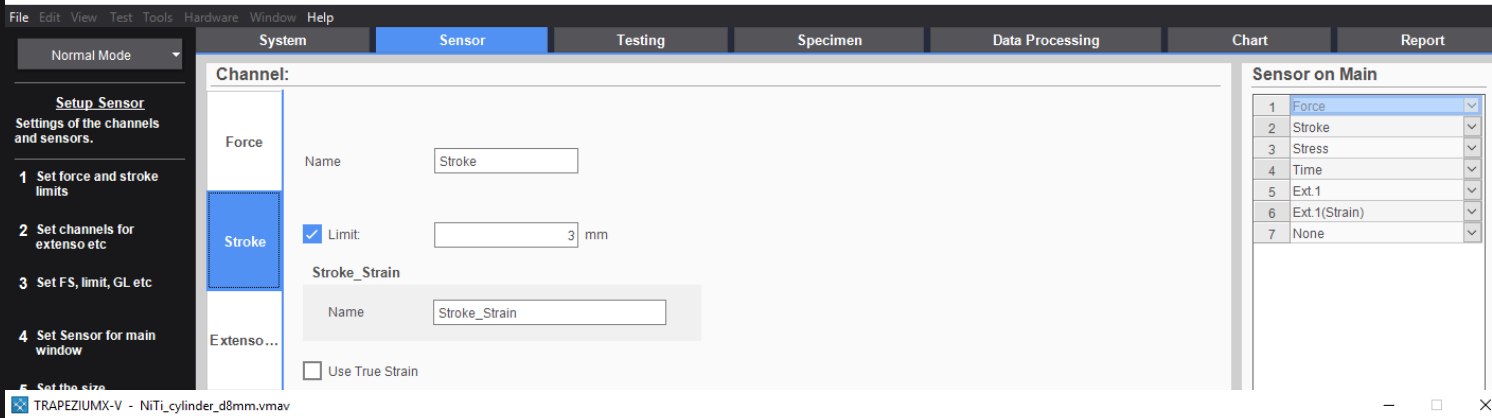 File Edit View Test Tools Hardware Window Help
Normal Mode
System Sensor Testing Specimen Data Processing Chart Report
Setup Sensor
Settings of the channels
and sensors.
1 Set force and stroke
limits
2 Set channels for
extenso etc
3 Set FS, limit, GL etc
4 Set Sensor for main
window
5 Set the size
Channel:
Force
Stroke
Extenso...
Name Stroke
Limit: 3 mm
Stroke_Strain
Name Stroke_Strain
Use True Strain
Sensor on Main
1 Force
2 Stroke
3 Stress
4 Time
5 Ext.1
6 Ext.1(Strain)
7 None
TRAPEZIUMX-V - NiTi_cylinder_d8mm.vmav